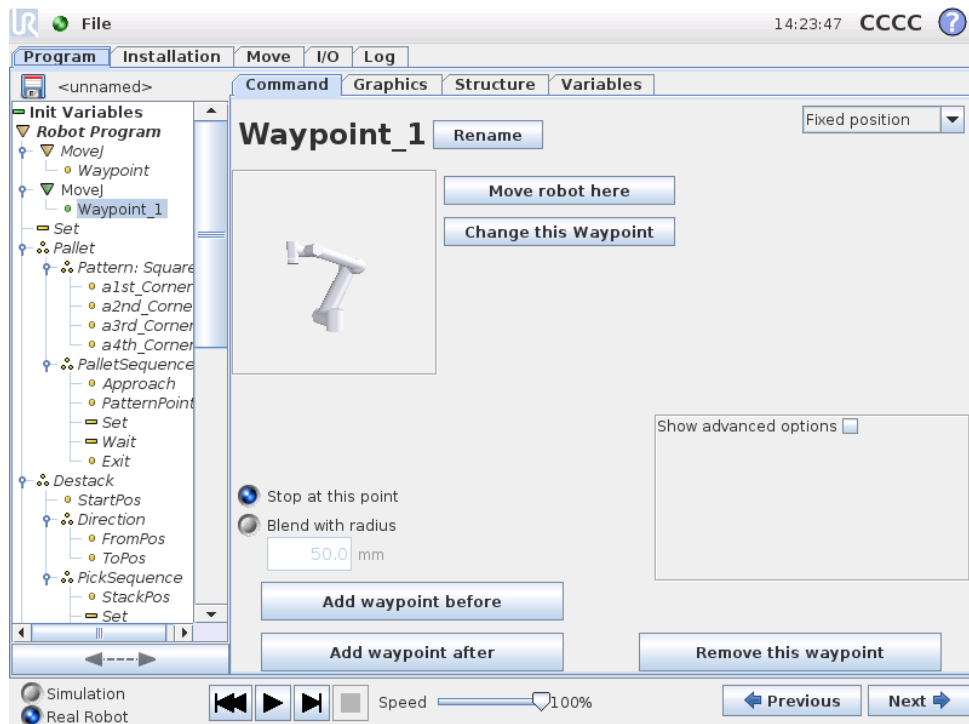 UR File 14:23:47 CCCC ?
Program Installation Move I/O Log
<unnamed> Command Graphics Structure Variables
Init Variables
Robot Program
MoveJ
Waypoint
MoveJ
Waypoint_1
Set
Pallet
Pattern: Square
a1st_Corner
a2nd_Corne
a3rd_Corner
a4th_Corner
PalletSequence
Approach
PatternPoint
Set
Wait
Exit
Destack
StartPos
Direction
FromPos
ToPos
PickSequence
StackPos
Set
Waypoint_1 Rename Fixed position
Move robot here
Change this Waypoint
Show advanced options
Stop at this point
Blend with radius
50.0 mm
Add waypoint before
Add waypoint after Remove this waypoint
Simulation
Real Robot
Speed 100% Previous Next